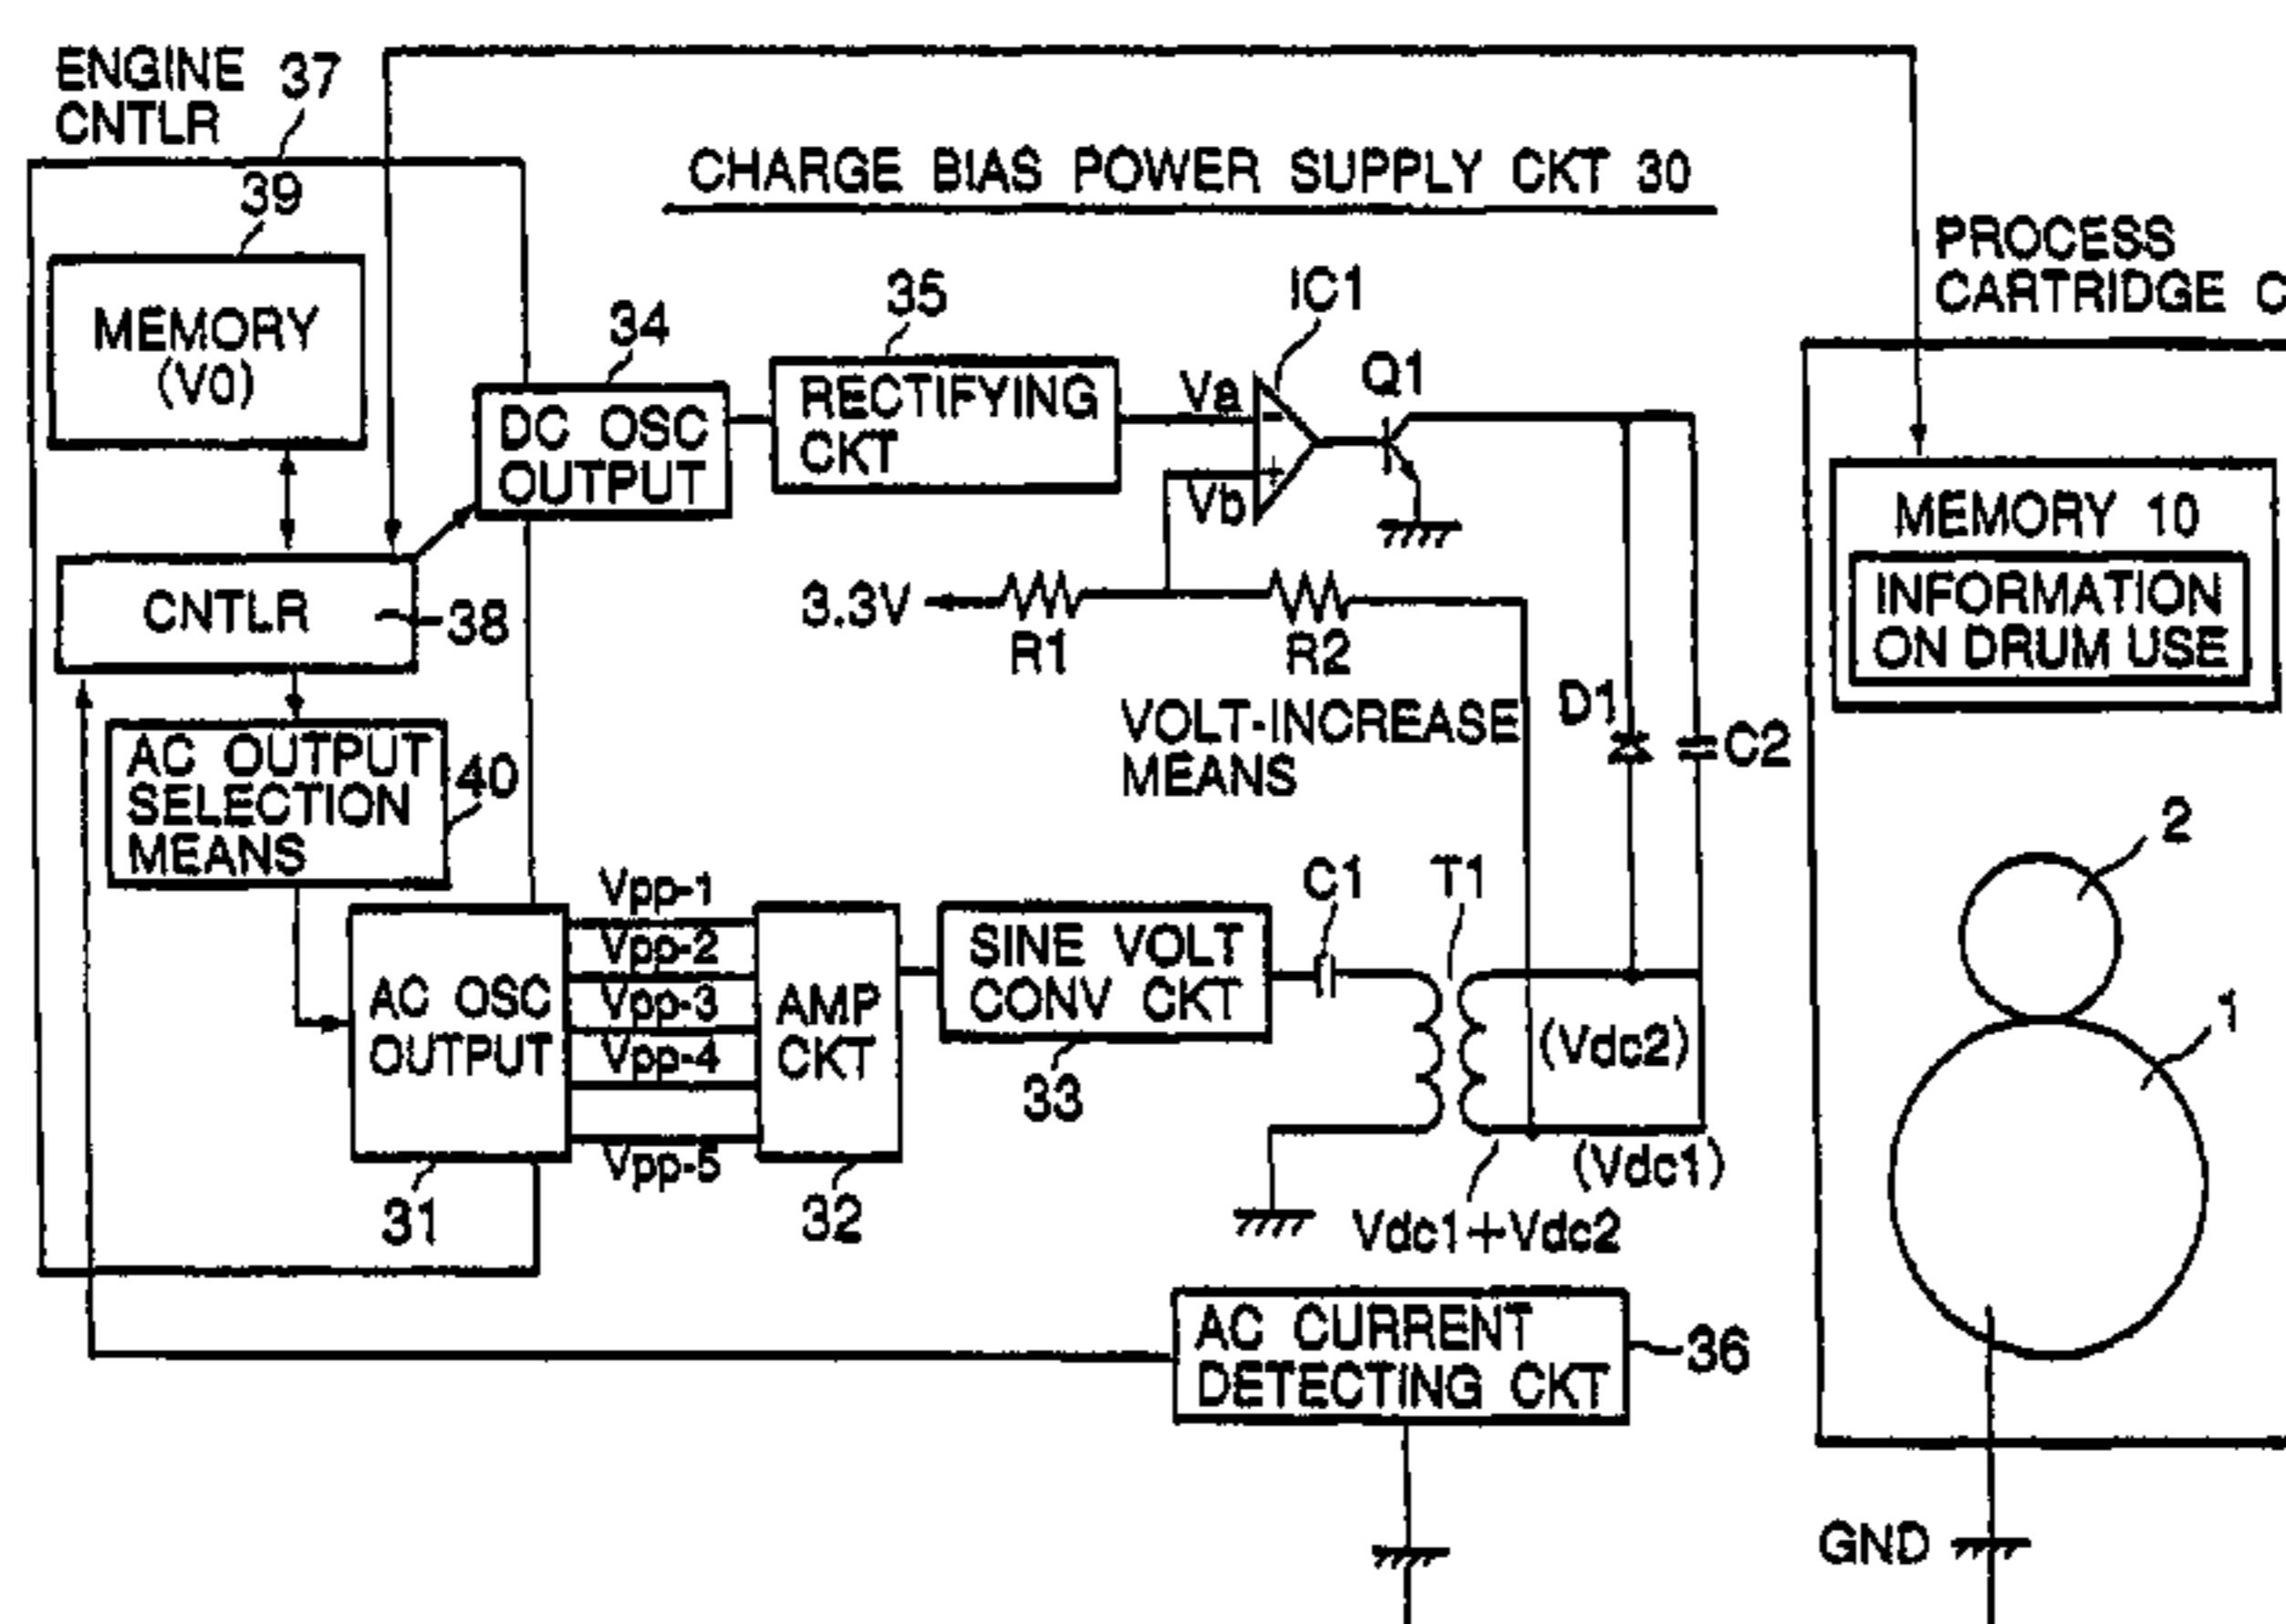 ENGINE
CNTLR
37
39
MEMORY
(V0)
CNTLR
38
AC OUTPUT
SELECTION
MEANS
40
CHARGE BIAS POWER SUPPLY CKT 30
34
DC OSC
OUTPUT
35
RECTIFYING
CKT
IC1
Va
-
+
Vb
Q1
3.3V
R1
R2
VOLT-INCREASE
MEANS
D1
C2
AC OSC
OUTPUT
31
Vpp-1
Vpp-2
Vpp-3
Vpp-4
Vpp-5
AMP
CKT
32
SINE VOLT
CONV CKT
33
C1
T1
(Vdc2)
(Vdc1)
Vdc1+Vdc2
AC CURRENT
DETECTING CKT
36
PROCESS
CARTRIDGE C
MEMORY 10
INFORMATION
ON DRUM USE
2
1
GND